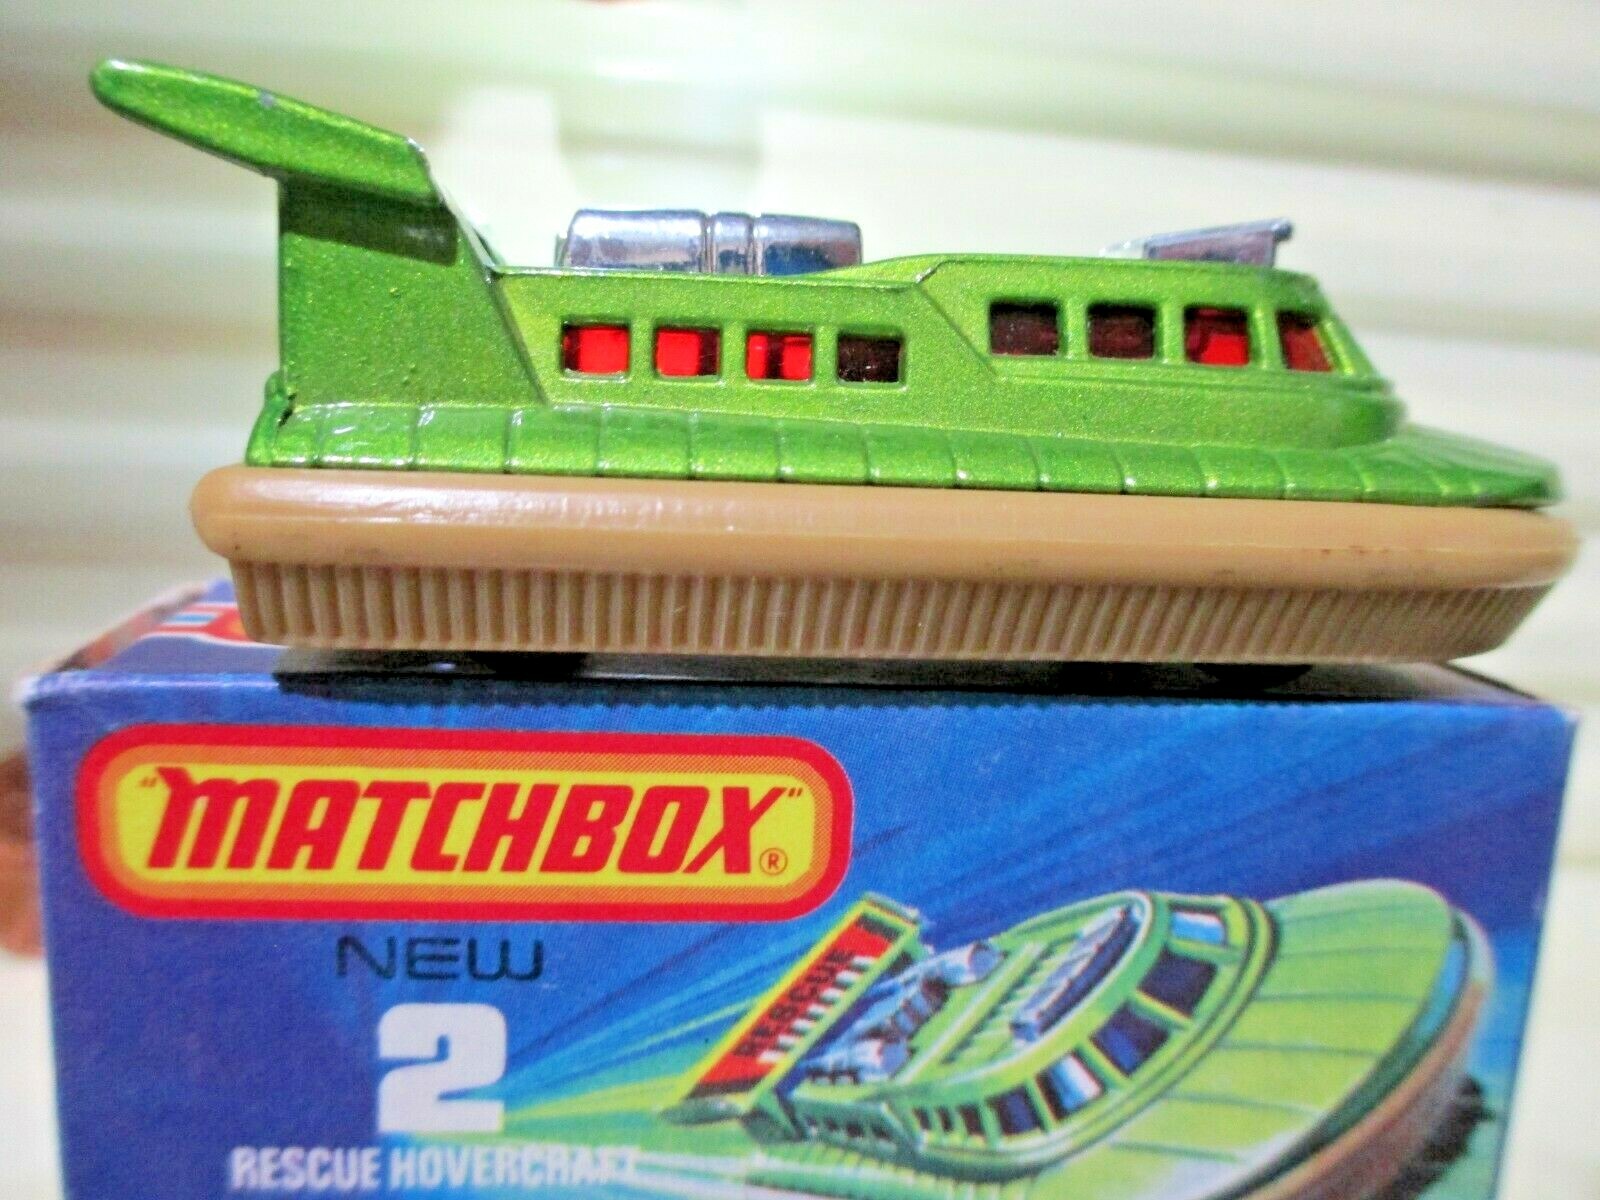 "MATCHBOX"®
NEW
2
RESCUE HOVERCRAFT
RESCUE